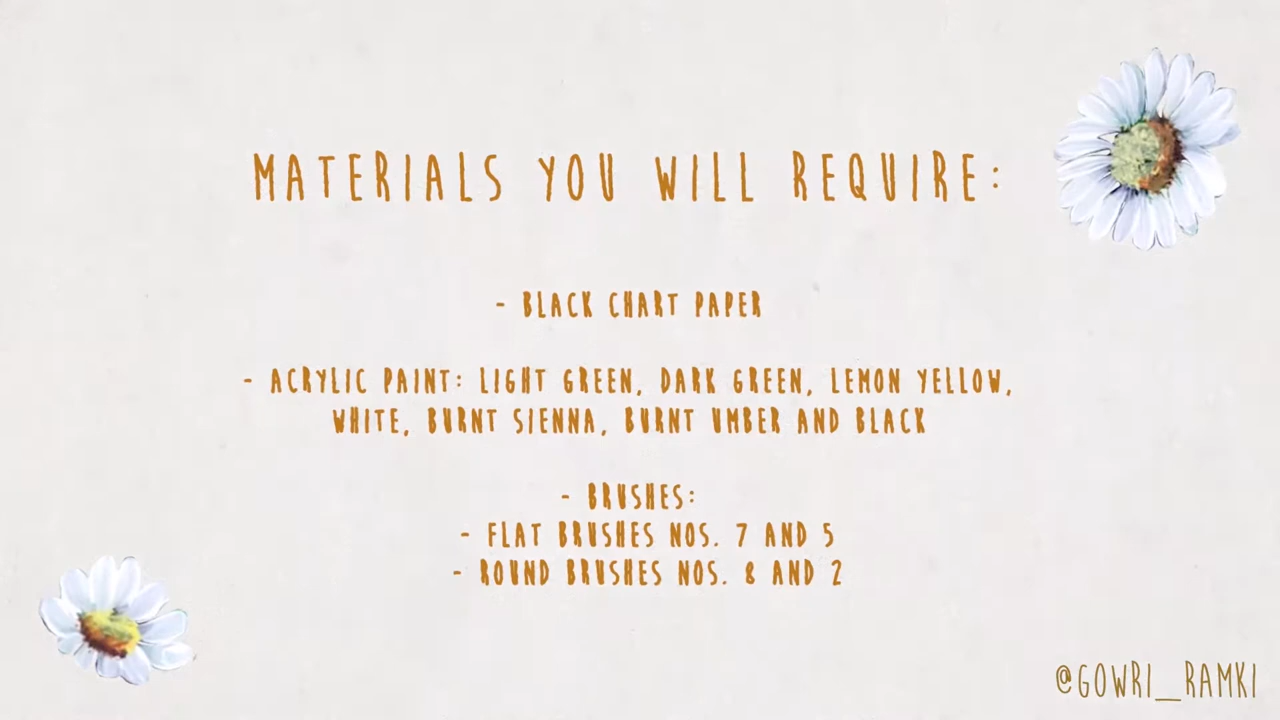 MATERIALS YOU WILL REQUIRE:
- BLACK CHART PAPER
- ACRYLIC PAINT: LIGHT GREEN, DARK GREEN, LEMON YELLOW,
WHITE, BURNT SIENNA, BURNT UMBER AND BLACK
- BRUSHES:
- FLAT BRUSHES NOS. 7 AND 5
- ROUND BRUSHES NOS. 8 AND 2
@GOWRI_RAMKI